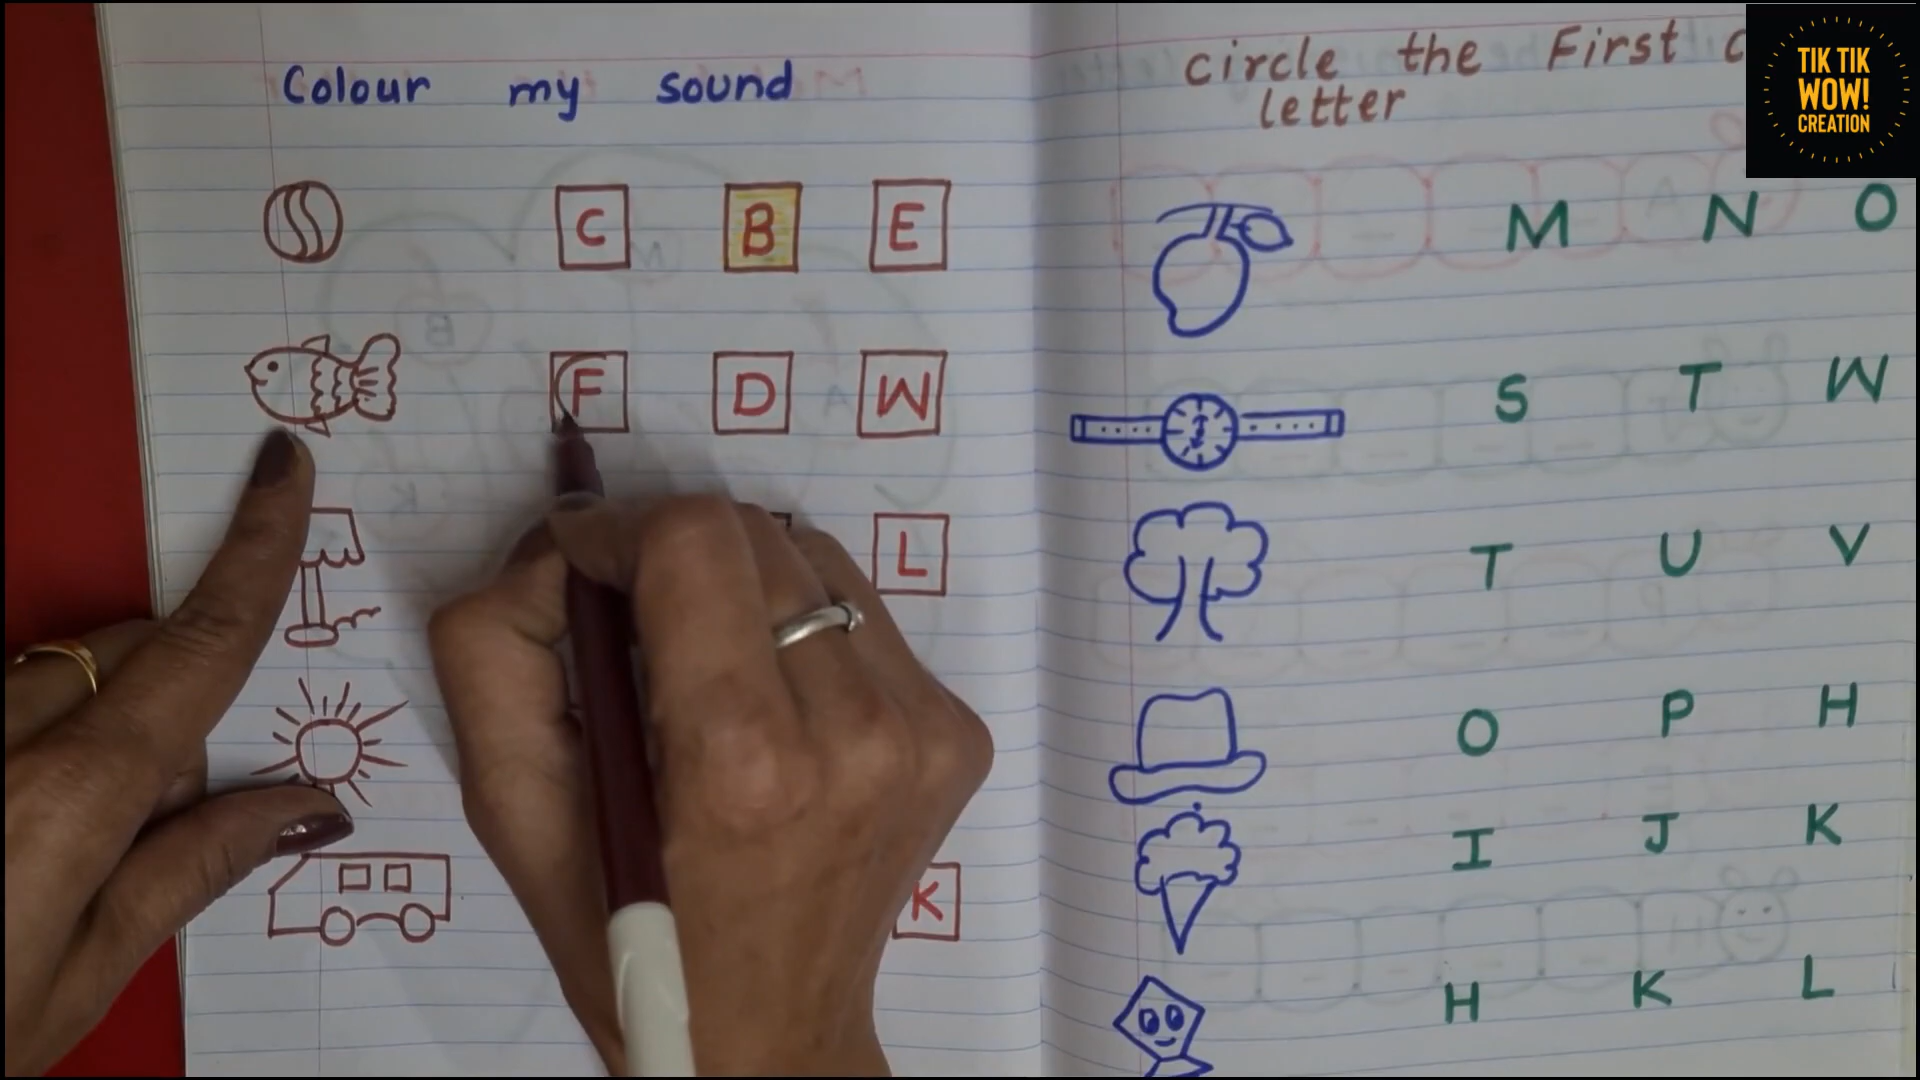 Colour my sound
C B E
F D W
L
K
circle the First C
letter
M N O
S T W
T U V
O P H
I J K
H K L
TIK TIK
WOW!
CREATION